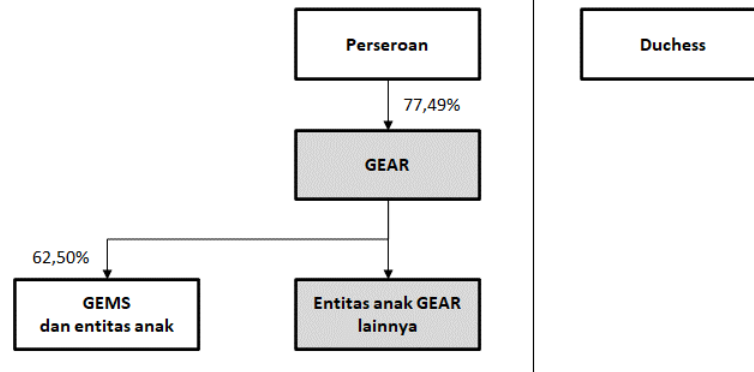 Perseroan
Duchess
77,49%
GEAR
62,50%
GEMS
dan entitas anak
Entitas anak GEAR
lainnya